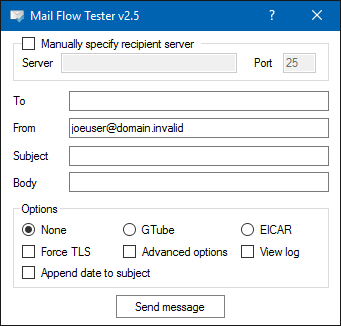 Mail Flow Tester v2.5 ?
Manually specify recipient server
Server Port 25
To
From joeuser@domain.invalid
Subject
Body
Options
None GTube EICAR
Force TLS Advanced options View log
Append date to subject
Send message